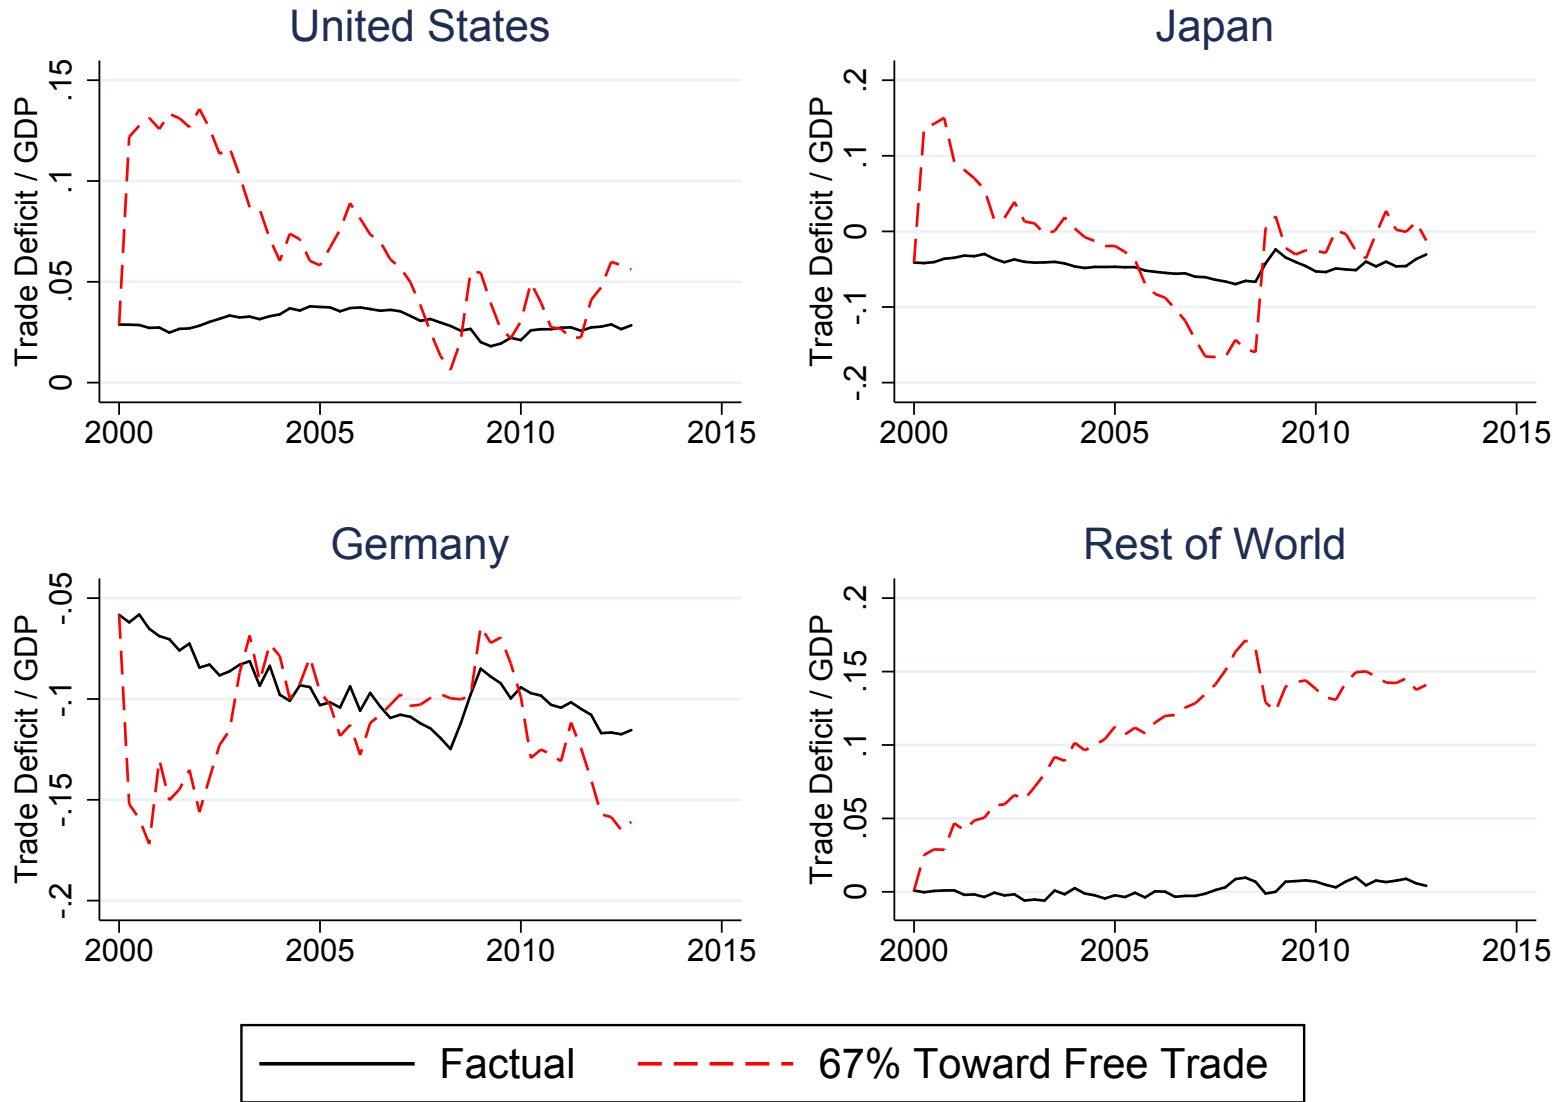 United States
Trade Deficit / GDP
.15
.1
.05
0
2000 2005 2010 2015
Japan
Trade Deficit / GDP
.2
.1
0
-.1
-.2
2000 2005 2010 2015
Germany
Trade Deficit / GDP
-.05
-.1
-.15
-.2
2000 2005 2010 2015
Rest of World
Trade Deficit / GDP
.2
.15
.1
.05
0
2000 2005 2010 2015
Factual 67% Toward Free Trade